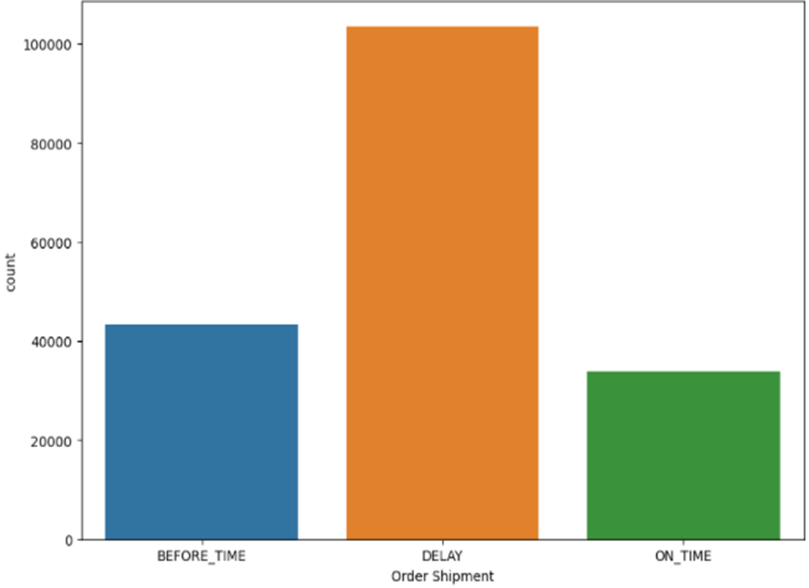 100000
80000
60000
40000
20000
0
count
BEFORE_TIME
DELAY
ON_TIME
Order Shipment